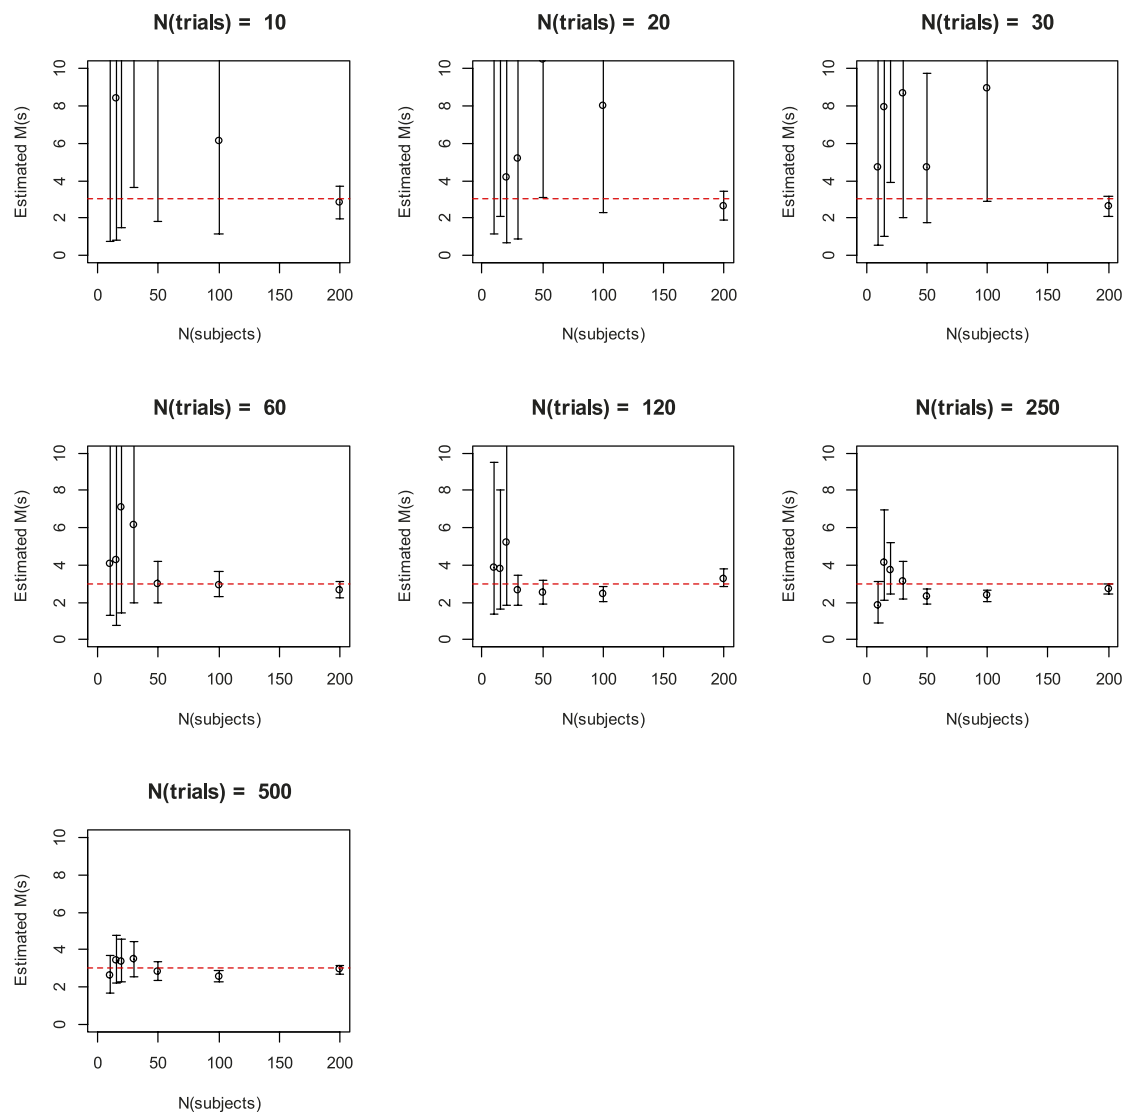 N(trials) = 10
N(trials) = 20
N(trials) = 30
Estimated M(s)
0 2 4 6 8 10
0 50 100 150 200
N(subjects)
Estimated M(s)
0 2 4 6 8 10
0 50 100 150 200
N(subjects)
Estimated M(s)
0 2 4 6 8 10
0 50 100 150 200
N(subjects)
N(trials) = 60
N(trials) = 120
N(trials) = 250
Estimated M(s)
0 2 4 6 8 10
0 50 100 150 200
N(subjects)
Estimated M(s)
0 2 4 6 8 10
0 50 100 150 200
N(subjects)
Estimated M(s)
0 2 4 6 8 10
0 50 100 150 200
N(subjects)
N(trials) = 500
Estimated M(s)
0 2 4 6 8 10
0 50 100 150 200
N(subjects)